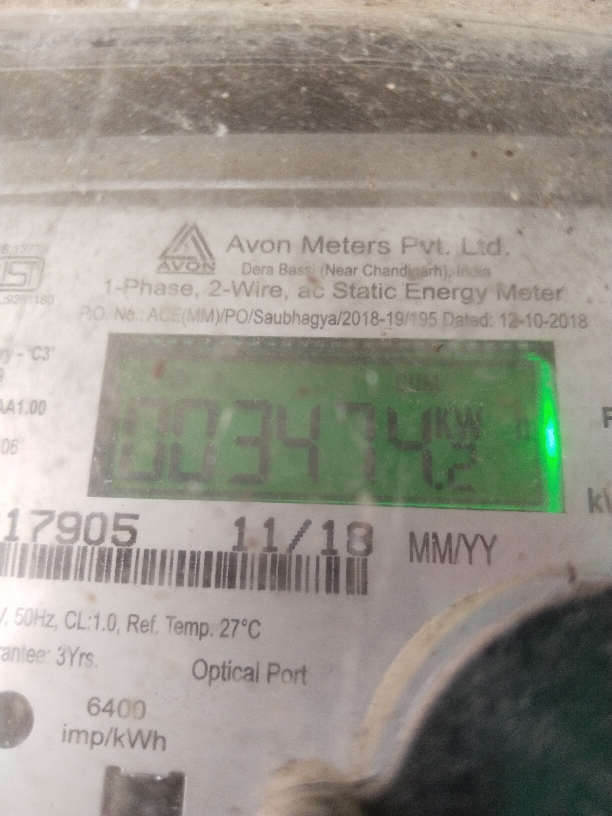 Avon Meters Pvt. Ltd.
AVON
Dera Bassi (Near Chandigarh), India
1-Phase, 2-Wire, ac Static Energy Meter
P.O. No.: ACE(MM)/PO/Saubhagya/2018-19/195 Dated: 12-10-2018
ry - 'C3'
CUM
AA1.00
KW
06
17905 11/18 MM/YY
V, 50Hz, CL:1.0, Ref. Temp. 27°C
rantee: 3Yrs.
Optical Port
6400
imp/kWh